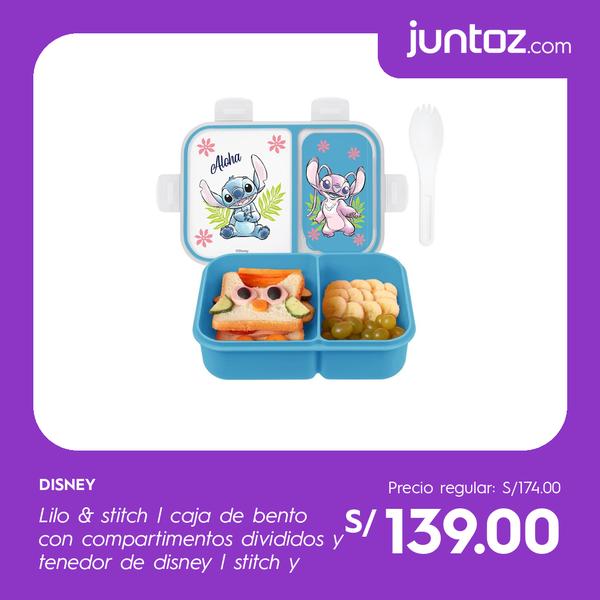 juntoz.com
Aloha
©Disney
DISNEY
Lilo & stitch | caja de bento
con compartimentos divididos y
tenedor de disney | stitch y
Precio regular: S/174.00
S/139.00